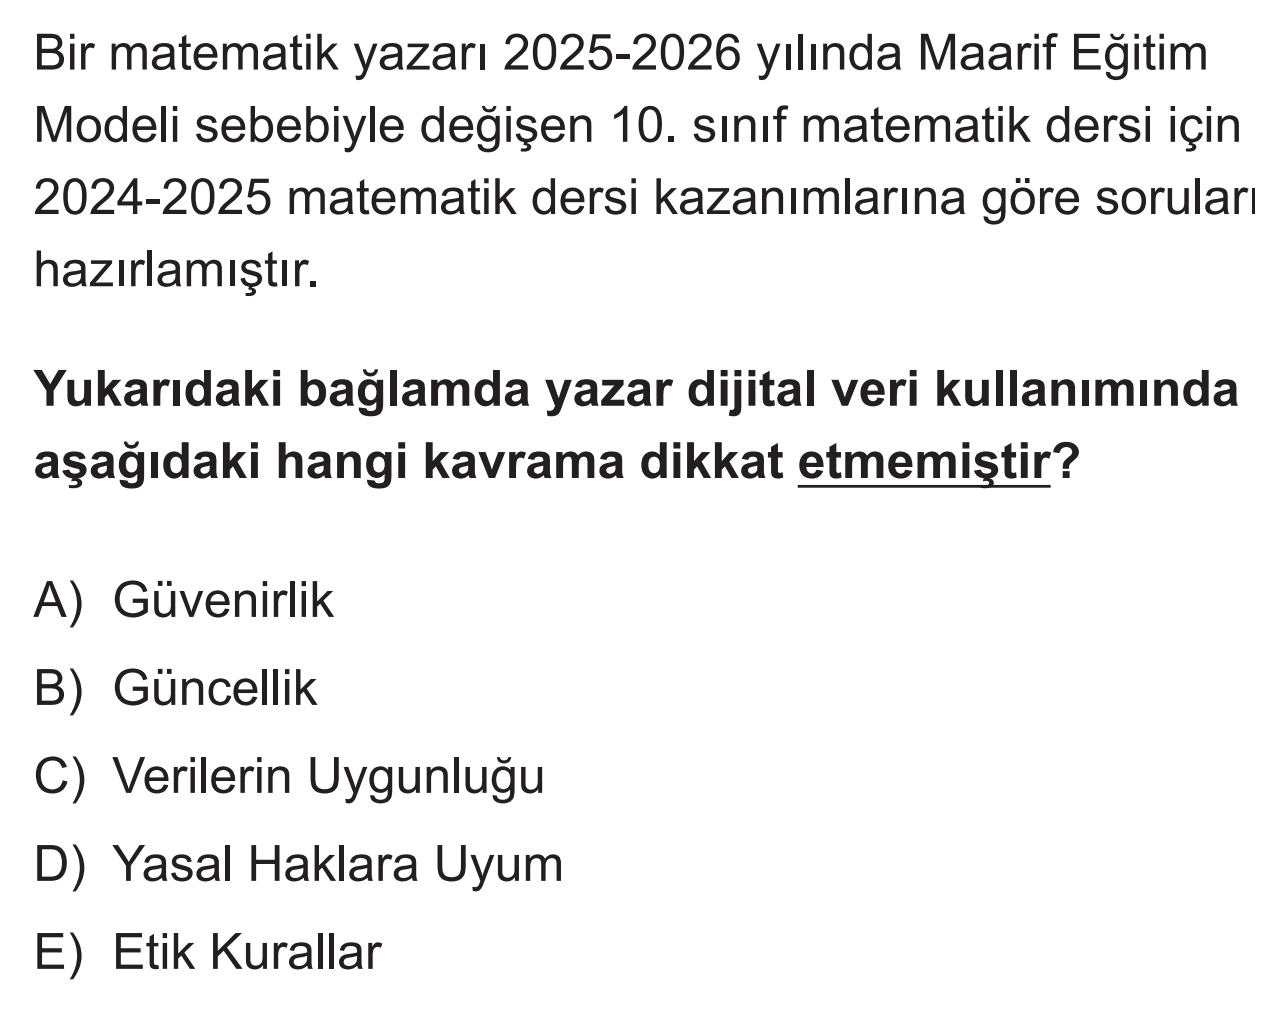 Bir matematik yazarı 2025-2026 yılında Maarif Eğitim
Modeli sebebiyle değişen 10. sınıf matematik dersi için
2024-2025 matematik dersi kazanımlarına göre soruları
hazırlamıştır.
Yukarıdaki bağlamda yazar dijital veri kullanımında
aşağıdaki hangi kavrama dikkat etmemiştir?
A) Güvenirlik
B) Güncellik
C) Verilerin Uygunluğu
D) Yasal Haklara Uyum
E) Etik Kurallar